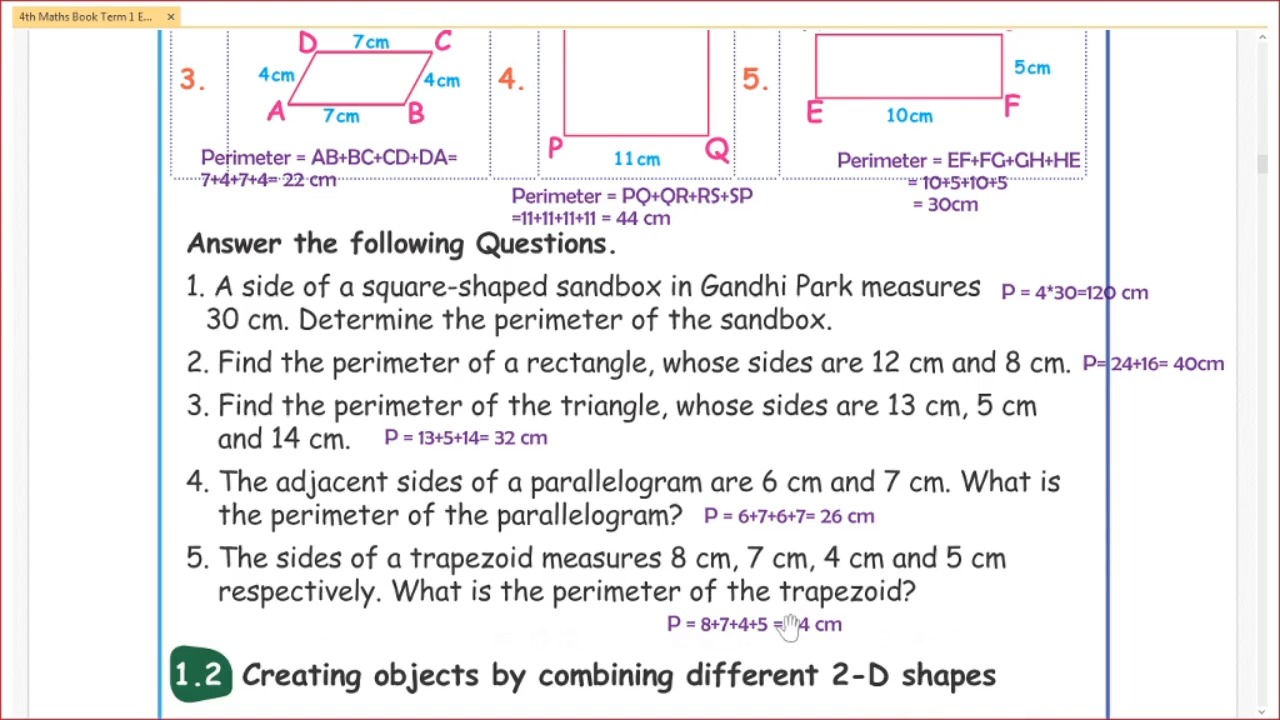 4th Maths Book Term 1 E...
D 7cm C
3. 4cm 4cm 4. 5. 5cm
A 7cm B P 11cm Q E 10cm F
Perimeter = AB+BC+CD+DA=
7+4+7+4= 22 cm
Perimeter = PQ+QR+RS+SP
=11+11+11+11 = 44 cm
Perimeter = EF+FG+GH+HE
= 10+5+10+5
= 30cm
Answer the following Questions.
1. A side of a square-shaped sandbox in Gandhi Park measures P = 4*30=120 cm
30 cm. Determine the perimeter of the sandbox.
2. Find the perimeter of a rectangle, whose sides are 12 cm and 8 cm. P= 24+16= 40cm
3. Find the perimeter of the triangle, whose sides are 13 cm, 5 cm
and 14 cm. P = 13+5+14= 32 cm
4. The adjacent sides of a parallelogram are 6 cm and 7 cm. What is
the perimeter of the parallelogram? P = 6+7+6+7= 26 cm
5. The sides of a trapezoid measures 8 cm, 7 cm, 4 cm and 5 cm
respectively. What is the perimeter of the trapezoid?
P = 8+7+4+5 = cm
1.2 Creating objects by combining different 2-D shapes